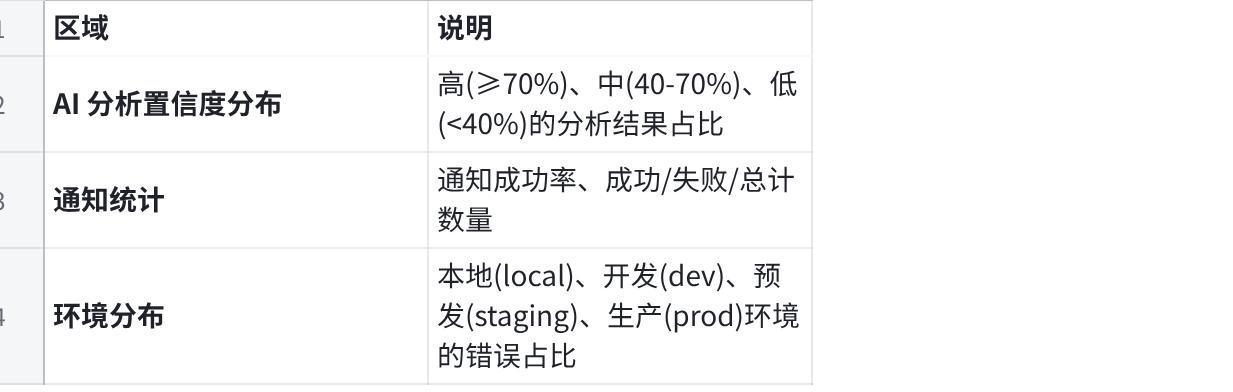 1
区域
说明
2
AI 分析置信度分布
高(≥70%)、中(40-70%)、低
(<40%)的分析结果占比
3
通知统计
通知成功率、成功/失败/总计
数量
4
环境分布
本地(local)、开发(dev)、预
发(staging)、生产(prod)环境
的错误占比